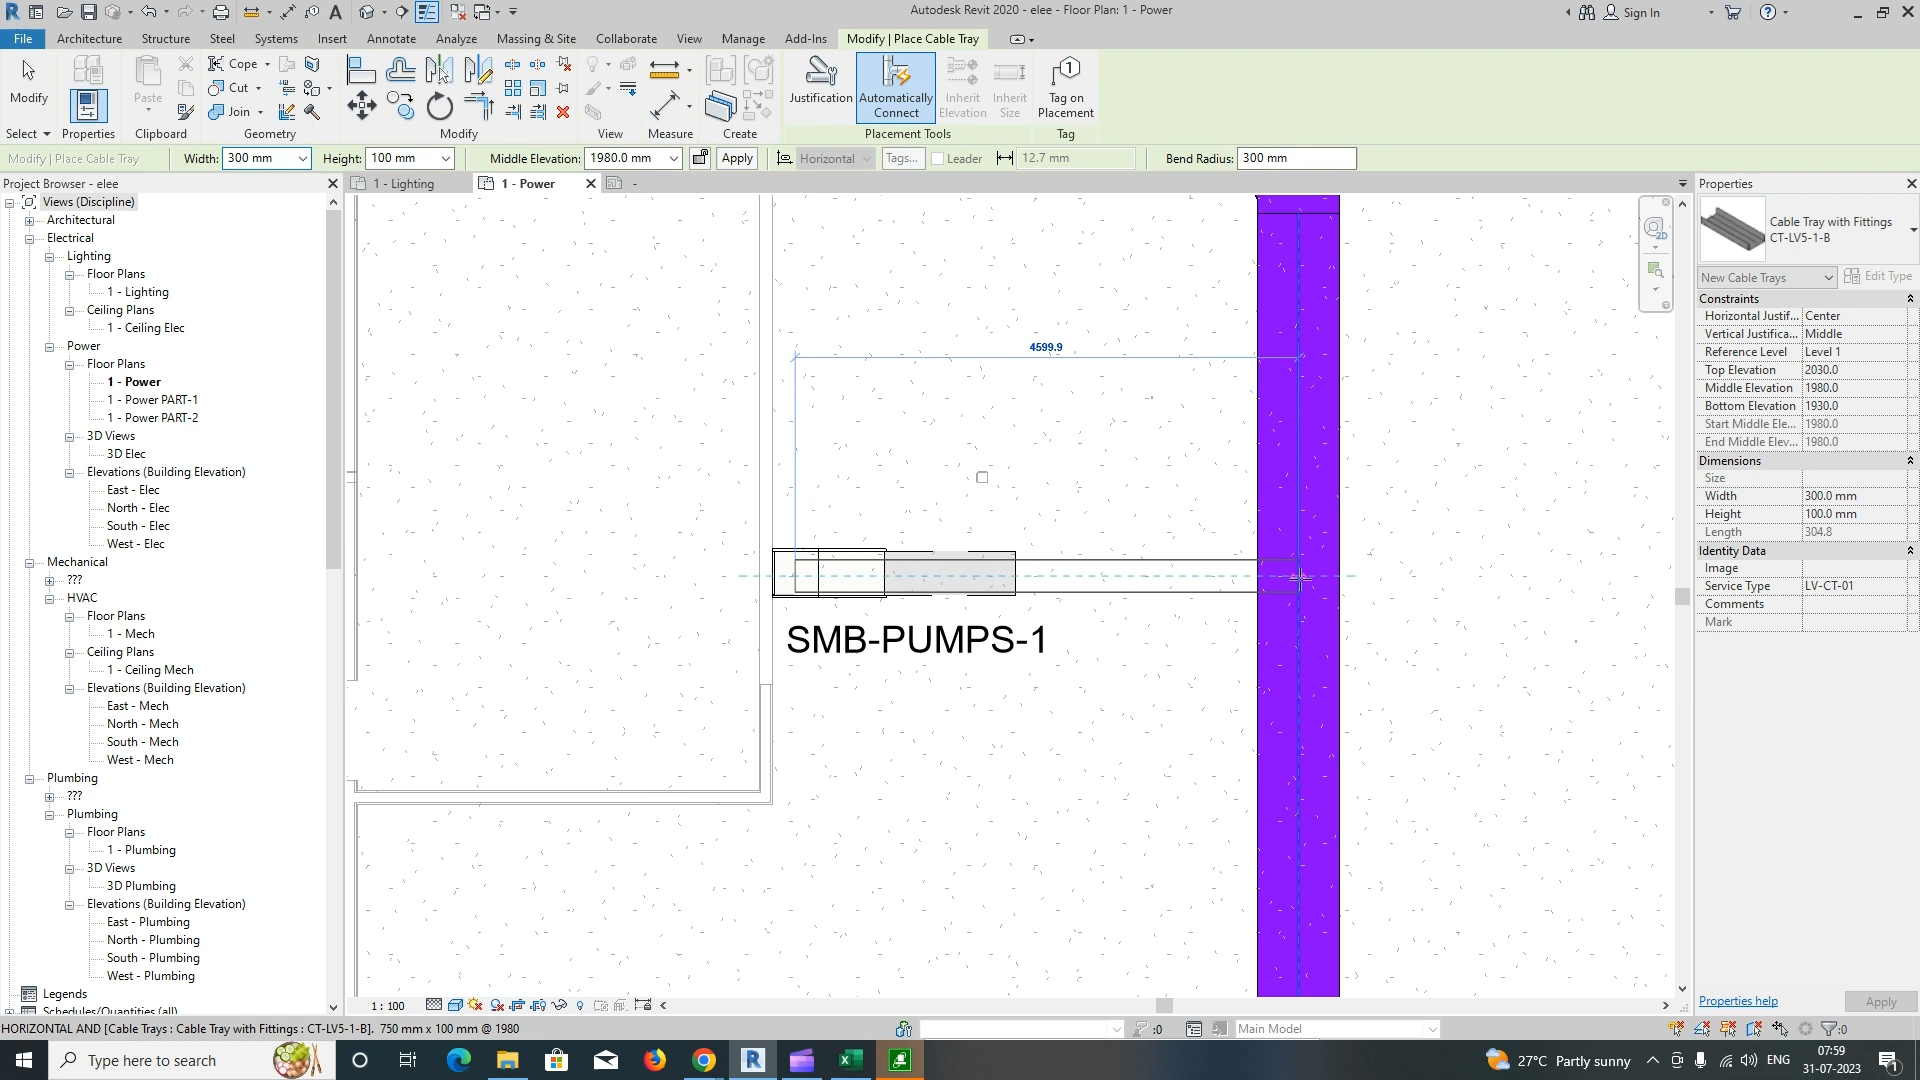 Autodesk Revit 2020 - elee - Floor Plan: 1 - Power
Sign In
File Architecture Structure Steel Systems Insert Annotate Analyze Massing & Site Collaborate View Manage Add-Ins Modify | Place Cable Tray
Modify
Paste
Cope
Cut
Join
Justification
Automatically Connect
Inherit Elevation
Inherit Size
Tag on Placement
Select Properties Clipboard Geometry Modify View Measure Create Placement Tools Tag
Modify | Place Cable Tray Width: 300 mm Height: 100 mm Middle Elevation: 1980.0 mm Apply Horizontal Tags... Leader 12.7 mm Bend Radius: 300 mm
Project Browser - elee
1 - Lighting
1 - Power
-
Views (Discipline)
Architectural
Electrical
Lighting
Floor Plans
1 - Lighting
Ceiling Plans
1 - Ceiling Elec
Power
Floor Plans
1 - Power
1 - Power PART-1
1 - Power PART-2
3D Views
3D Elec
Elevations (Building Elevation)
East - Elec
North - Elec
South - Elec
West - Elec
Mechanical
???
HVAC
Floor Plans
1 - Mech
Ceiling Plans
1 - Ceiling Mech
Elevations (Building Elevation)
East - Mech
North - Mech
South - Mech
West - Mech
Plumbing
???
Plumbing
Floor Plans
1 - Plumbing
3D Views
3D Plumbing
Elevations (Building Elevation)
East - Plumbing
North - Plumbing
South - Plumbing
West - Plumbing
Legends
Schedules/Quantities (all)
4599.9
SMB-PUMPS-1
2D
Properties
Cable Tray with Fittings
CT-LV5-1-B
New Cable Trays Edit Type
Constraints
Horizontal Justif... Center
Vertical Justifica... Middle
Reference Level Level 1
Top Elevation 2030.0
Middle Elevation 1980.0
Bottom Elevation 1930.0
Start Middle Ele... 1980.0
End Middle Elev... 1980.0
Dimensions
Size
Width 300.0 mm
Height 100.0 mm
Length 304.8
Identity Data
Image
Service Type LV-CT-01
Comments
Mark
Properties help Apply
1 : 100
HORIZONTAL AND [Cable Trays : Cable Tray with Fittings : CT-LV5-1-B]. 750 mm x 100 mm @ 1980
:0
Main Model
:0
Type here to search
27°C Partly sunny
ENG
07:59
31-07-2023
1